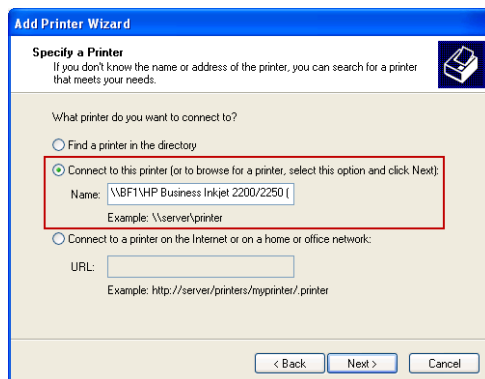 Add Printer Wizard
Specify a Printer
If you don't know the name or address of the printer, you can search for a printer
that meets your needs.
What printer do you want to connect to?
Find a printer in the directory
Connect to this printer (or to browse for a printer, select this option and click Next):
Name: \\BF1\HP Business Inkjet 2200/2250 (
Example: \\server\printer
Connect to a printer on the Internet or on a home or office network:
URL:
Example: http://server/printers/myprinter/.printer
< Back Next > Cancel